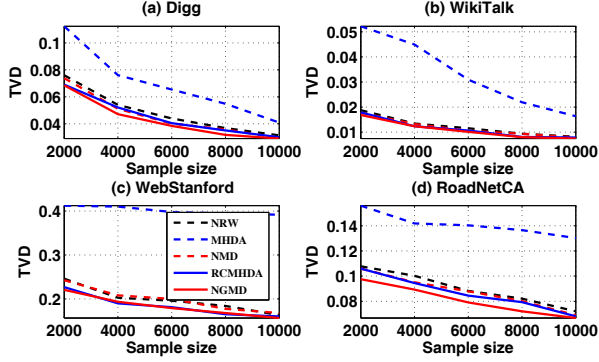 (a) Digg
TVD
0.1
0.08
0.06
0.04
2000 4000 6000 8000 10000
Sample size
(b) WikiTalk
TVD
0.05
0.04
0.03
0.02
0.01
2000 4000 6000 8000 10000
Sample size
(c) WebStanford
TVD
0.4
0.3
0.2
NRW
MHDA
NMD
RCMHDA
NGMD
2000 4000 6000 8000 10000
Sample size
(d) RoadNetCA
TVD
0.14
0.12
0.1
0.08
2000 4000 6000 8000 10000
Sample size